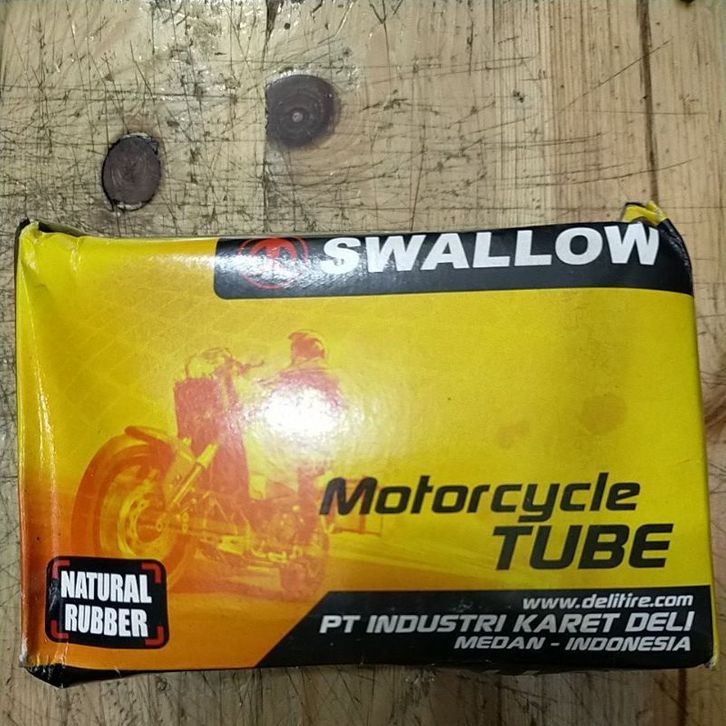 SWALLOW
Motorcycle
TUBE
NATURAL
RUBBER
www.delitire.com
PT INDUSTRI KARET DELI
MEDAN - INDONESIA